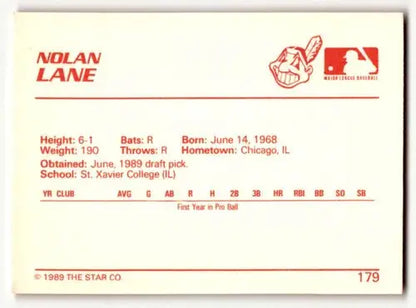 NOLAN
LANE
MAJOR LEAGUE BASEBALL
Height: 6-1 Bats: R Born: June 14, 1968
Weight: 190 Throws: R Hometown: Chicago, IL
Obtained: June, 1989 draft pick.
School: St. Xavier College (IL)
YR CLUB AVG G AB R H 2B 3B HR RBI BB SO SB
First Year in Pro Ball
© 1989 THE STAR CO. 179